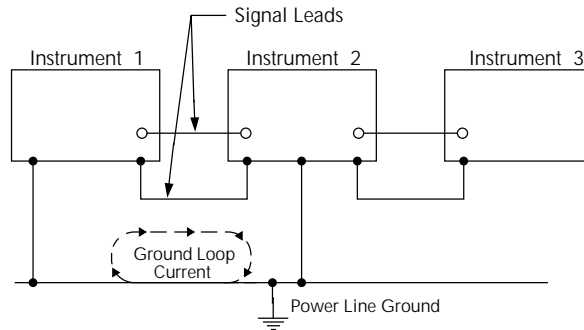 Signal Leads
Instrument 1
Instrument 2
Instrument 3
Ground Loop
Current
Power Line Ground